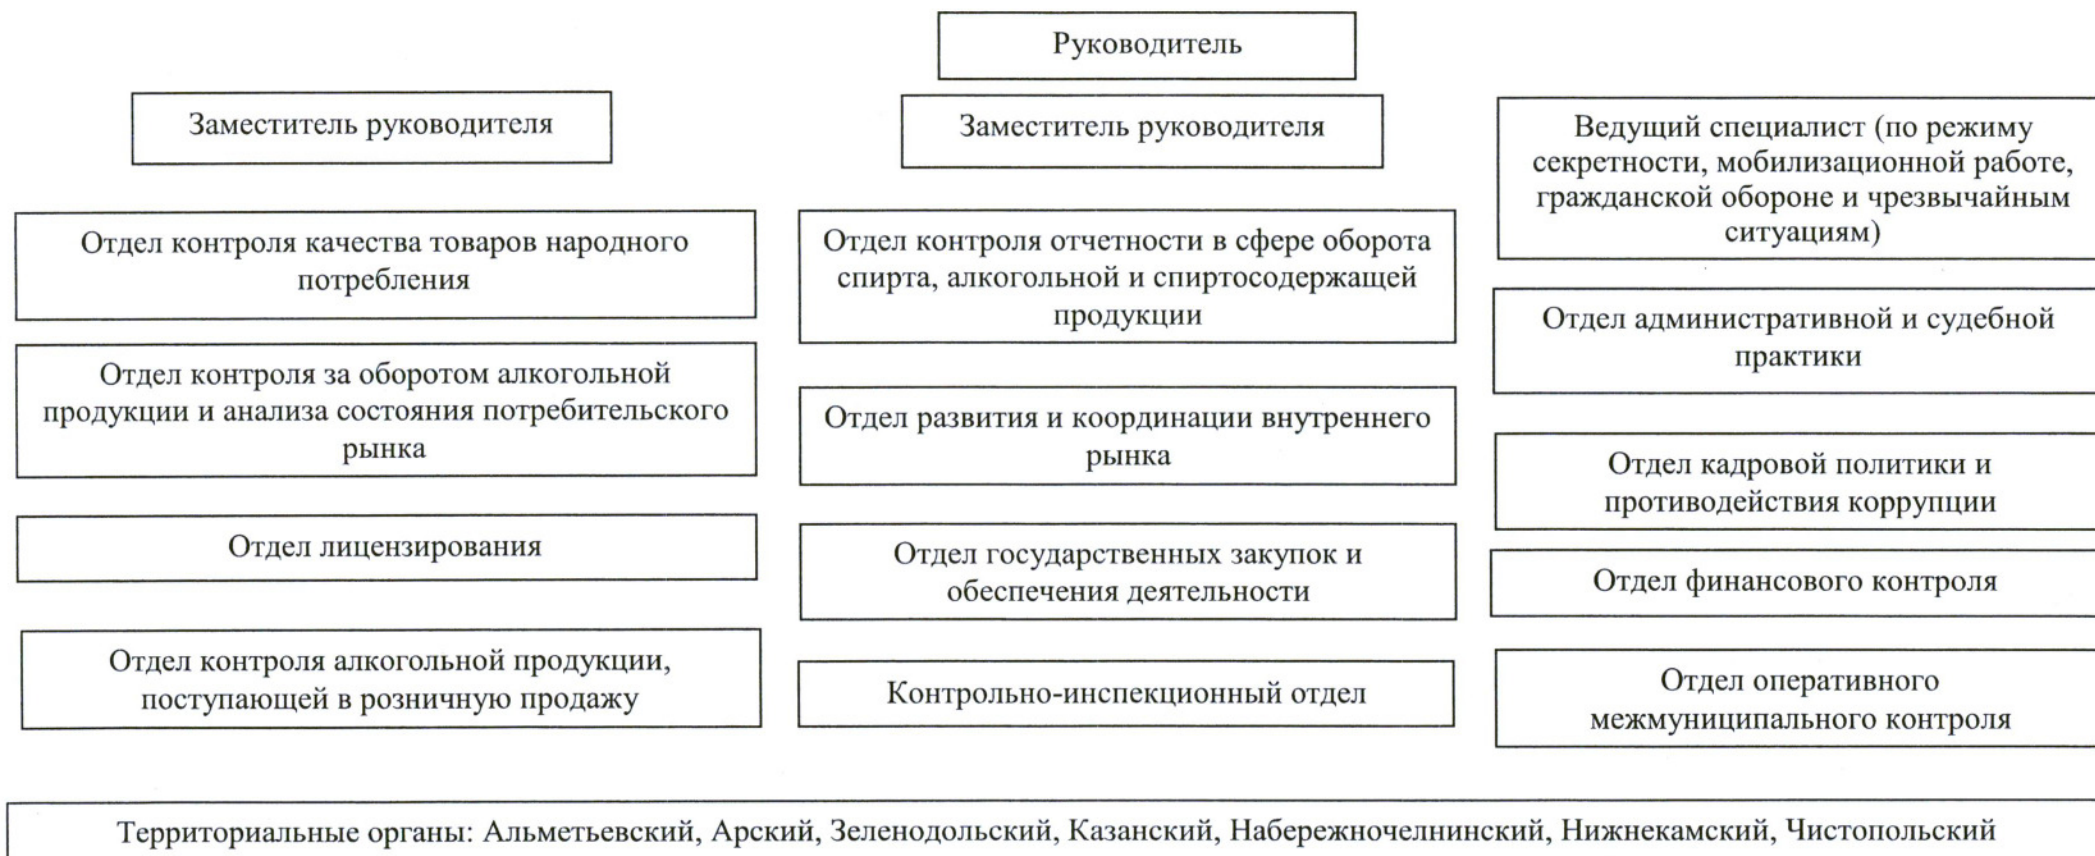 Руководитель
Заместитель руководителя
Отдел контроля качества товаров народного
потребления
Отдел контроля за оборотом алкогольной
продукции и анализа состояния потребительского
рынка
Отдел лицензирования
Отдел контроля алкогольной продукции,
поступающей в розничную продажу
Заместитель руководителя
Отдел контроля отчетности в сфере оборота
спирта, алкогольной и спиртосодержащей
продукции
Отдел развития и координации внутреннего
рынка
Отдел государственных закупок и
обеспечения деятельности
Контрольно-инспекционный отдел
Ведущий специалист (по режиму
секретности, мобилизационной работе,
гражданской обороне и чрезвычайным
ситуациям)
Отдел административной и судебной
практики
Отдел кадровой политики и
противодействия коррупции
Отдел финансового контроля
Отдел оперативного
межмуниципального контроля
Территориальные органы: Альметьевский, Арский, Зеленодольский, Казанский, Набережночелнинский, Нижнекамский, Чистопольский